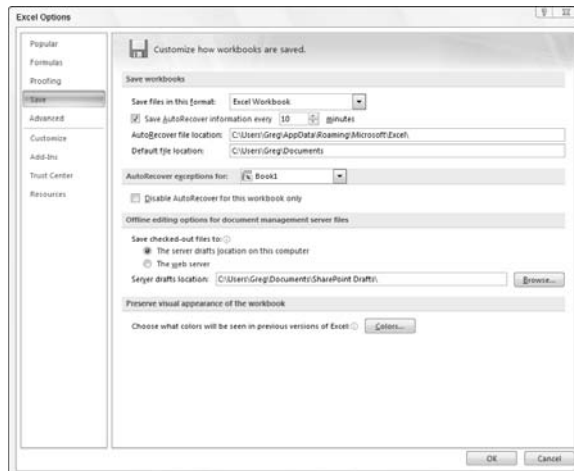 Excel Options
Popular
Formulas
Proofing
Save
Advanced
Customize
Add-Ins
Trust Center
Resources
Customize how workbooks are saved.
Save workbooks
Save files in this format: Excel Workbook
Save AutoRecover information every 10 minutes
AutoRecover file location: C:\Users\Greg\AppData\Roaming\Microsoft\Excel\
Default file location: C:\Users\Greg\Documents
AutoRecover exceptions for: Book1
Disable AutoRecover for this workbook only
Offline editing options for document management server files
Save checked-out files to:
The server drafts location on this computer
The web server
Server drafts location: C:\Users\Greg\Documents\SharePoint Drafts\
Browse...
Preserve visual appearance of the workbook
Choose what colors will be seen in previous versions of Excel: Colors...
OK Cancel